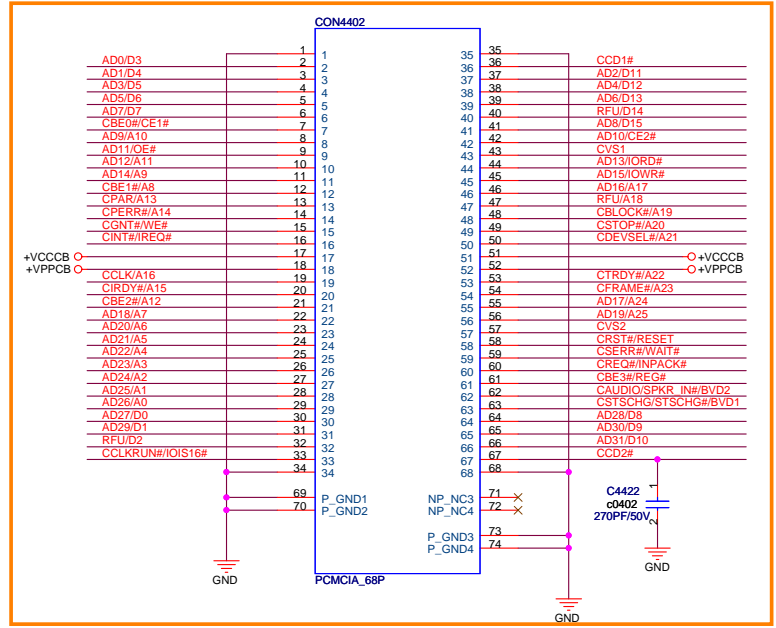 CON4402
1 1 35 35
AD0/D3 2 2 36 36 CCD1#
AD1/D4 3 3 37 37 AD2/D11
AD3/D5 4 4 38 38 AD4/D12
AD5/D6 5 5 39 39 AD6/D13
AD7/D7 6 6 40 40 RFU/D14
CBE0#/CE1# 7 7 41 41 AD8/D15
AD9/A10 8 8 42 42 AD10/CE2#
AD11/OE# 9 9 43 43 CVS1
AD12/A11 10 10 44 44 AD13/IORD#
AD14/A9 11 11 45 45 AD15/IOWR#
CBE1#/A8 12 12 46 46 AD16/A17
CPAR/A13 13 13 47 47 RFU/A18
CPERR#/A14 14 14 48 48 CBLOCK#/A19
CGNT#/WE# 15 15 49 49 CSTOP#/A20
CINT#/IREQ# 16 16 50 50 CDEVSEL#/A21
+VCCCB 17 17 51 51 +VCCCB
+VPPCB 18 18 52 52 +VPPCB
CCLK/A16 19 19 53 53 CTRDY#/A22
CIRDY#/A15 20 20 54 54 CFRAME#/A23
CBE2#/A12 21 21 55 55 AD17/A24
AD18/A7 22 22 56 56 AD19/A25
AD20/A6 23 23 57 57 CVS2
AD21/A5 24 24 58 58 CRST#/RESET
AD22/A4 25 25 59 59 CSERR#/WAIT#
AD23/A3 26 26 60 60 CREQ#/INPACK#
AD24/A2 27 27 61 61 CBE3#/REG#
AD25/A1 28 28 62 62 CAUDIO/SPKR_IN#/BVD2
AD26/A0 29 29 63 63 CSTSCHG/STSCHG#/BVD1
AD27/D0 30 30 64 64 AD28/D8
AD29/D1 31 31 65 65 AD30/D9
RFU/D2 32 32 66 66 AD31/D10
CCLKRUN#/IOIS16# 33 33 67 67 CCD2#
34 34 68 68
69 P_GND1 NP_NC3 71
70 P_GND2 NP_NC4 72
P_GND3 73
P_GND4 74
1
C4422
c0402
270PF/50V
2
GND
GND
PCMCIA_68P
GND